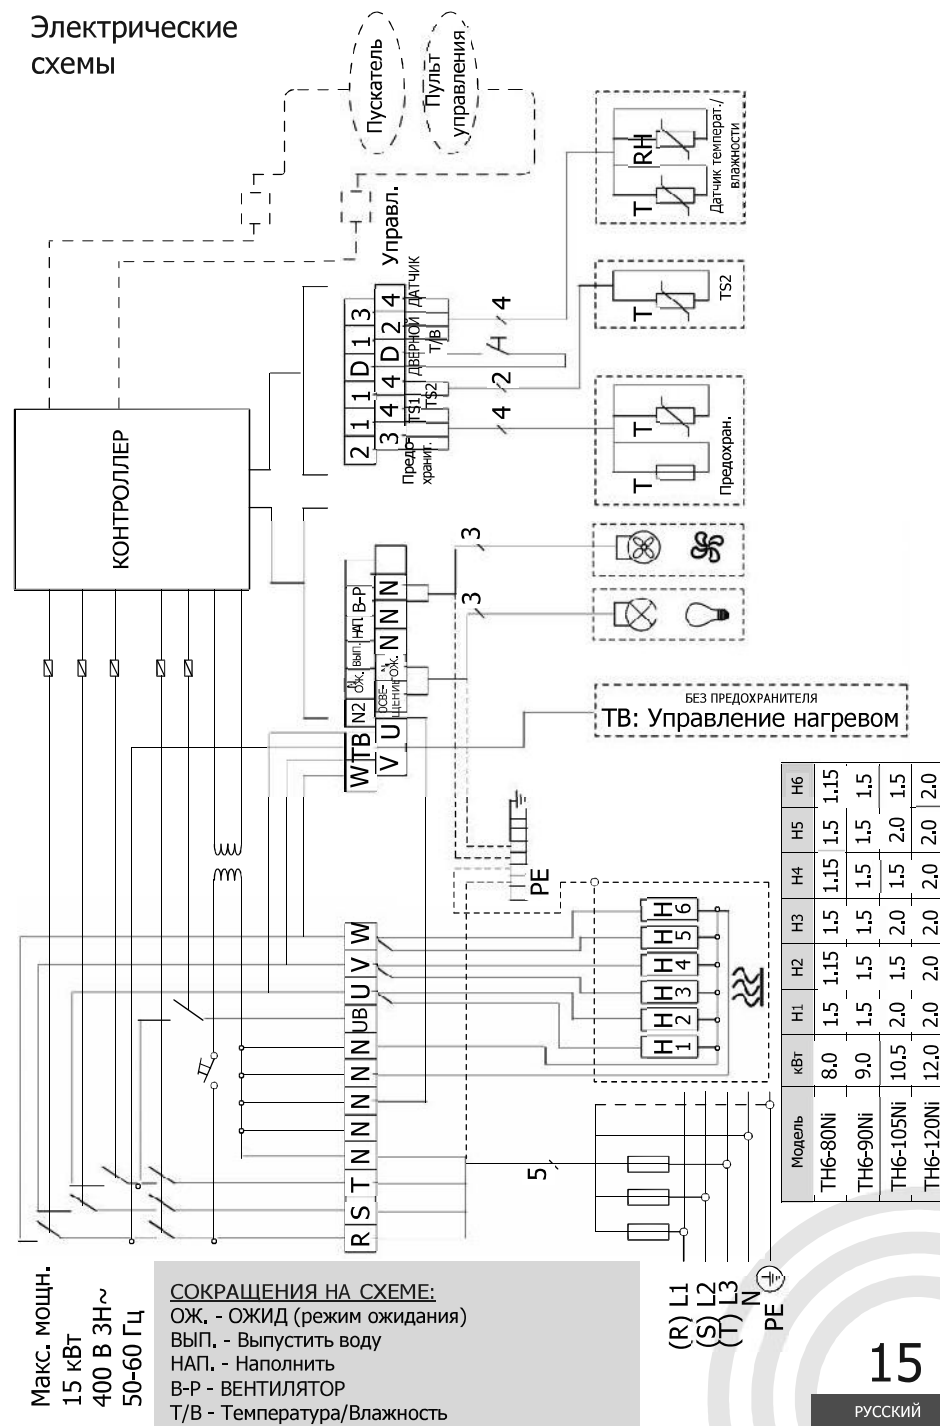 Электрические
схемы
Пускатель
Пульт
управления
Управл.
КОНТРОЛЛЕР
2 1 1 D 1 3
3 4 4 D 2 4
Предо-
хранит.
TS1
TS2
ДВЕРНОЙ ДАТЧИК
Т/В
4
2
4
T
RH
Датчик температ./
влажности
T
TS2
T
T
Предохран.
3
3
W TB N2 ОЖ. ВЫП. НАП. В-Р
V U ОСВЕ-
ЩЕНИЕ ОЖ. N N N
БЕЗ ПРЕДОХРАНИТЕЛЯ
ТВ: Управление нагревом
PE
R S T N N N N N UB U V W
H 1
H 2
H 3
H 4
H 5
H 6
5
(R) L1
(S) L2
(T) L3
N
PE
Модель кВт H1 H2 H3 H4 H5 H6
TH6-80Ni 8.0 1.5 1.15 1.5 1.15 1.5 1.15
TH6-90Ni 9.0 1.5 1.5 1.5 1.5 1.5 1.5
TH6-105Ni 10.5 2.0 1.5 2.0 1.5 2.0 1.5
TH6-120Ni 12.0 2.0 2.0 2.0 2.0 2.0 2.0
Макс. мощн.
15 кВт
400 В 3Н~
50-60 Гц
СОКРАЩЕНИЯ НА СХЕМЕ:
ОЖ. - ОЖИД (режим ожидания)
ВЫП. - Выпустить воду
НАП. - Наполнить
В-Р - ВЕНТИЛЯТОР
Т/В - Температура/Влажность
15
РУССКИЙ